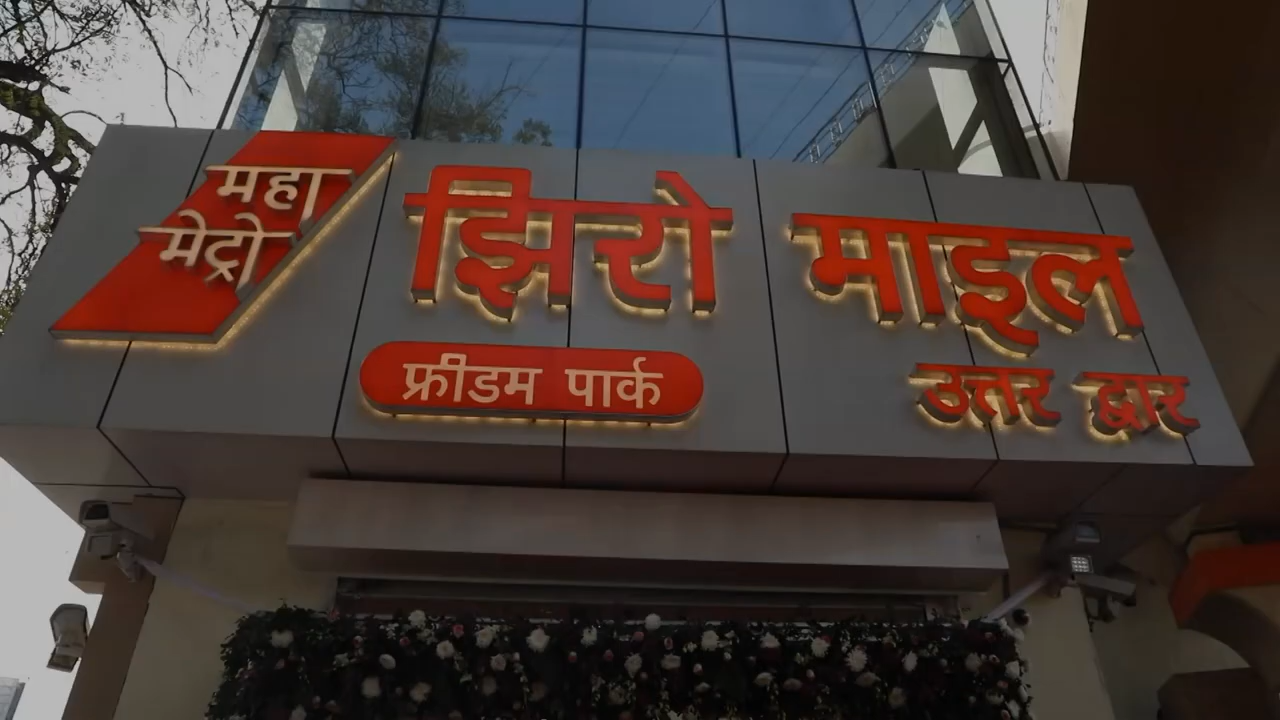 महा
मेट्रो
झिरो माइल
फ्रीडम पार्क
उत्तर द्वार